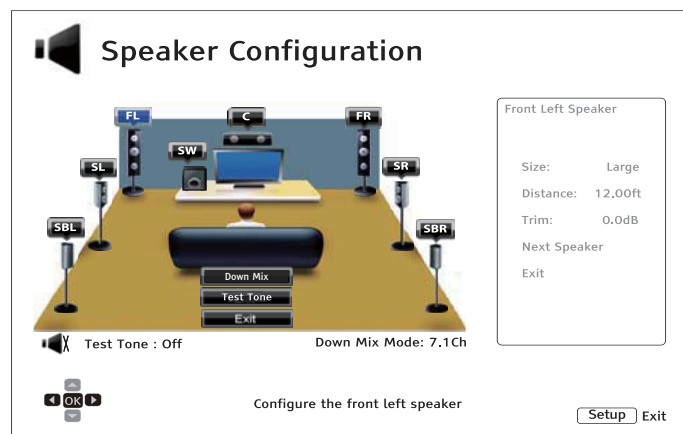 Speaker Configuration
FL
C
FR
SW
SL
SR
SBL
SBR
Down Mix
Test Tone
Exit
Front Left Speaker
Size: Large
Distance: 12.00ft
Trim: 0.0dB
Next Speaker
Exit
X Test Tone : Off
Down Mix Mode: 7.1Ch
OK
Configure the front left speaker
Setup Exit